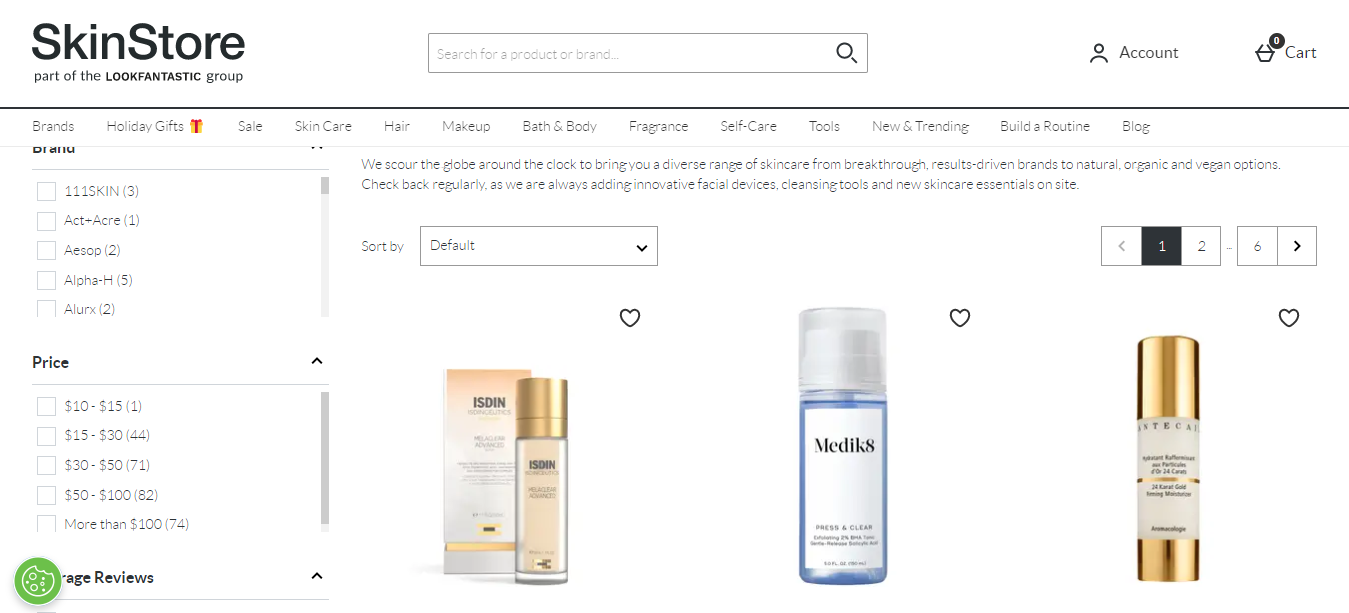 SkinStore
part of the LOOKFANTASTIC group
Search for a product or brand...
Account
0
Cart
Brands
Holiday Gifts
Sale
Skin Care
Hair
Makeup
Bath & Body
Fragrance
Self-Care
Tools
New & Trending
Build a Routine
Blog
Brand
111SKIN (3)
Act+Acre (1)
Aesop (2)
Alpha-H (5)
Alurx (2)
Price
$10 - $15 (1)
$15 - $30 (44)
$30 - $50 (71)
$50 - $100 (82)
More than $100 (74)
rage Reviews
We scour the globe around the clock to bring you a diverse range of skincare from breakthrough, results-driven brands to natural, organic and vegan options.
Check back regularly, as we are always adding innovative facial devices, cleansing tools and new skincare essentials on site.
Sort by
Default
1
2
...
6
ISDIN
ISDINCEUTICS
MELACLEAR
ADVANCED
ISDIN
ISDINCEUTICS
MELACLEAR
ADVANCED
Medik8
PRESS & CLEAR
Exfoliating 2% BHA Tonic
Gentle-Release Salicylic Acid
5.0 FL. OZ. (150 mL)
ANTECAI
Hydratant Raffermissant
aux Particules
d'Or 24 Carats
24 Karat Gold
Firming Moisturizer
Aromacologie